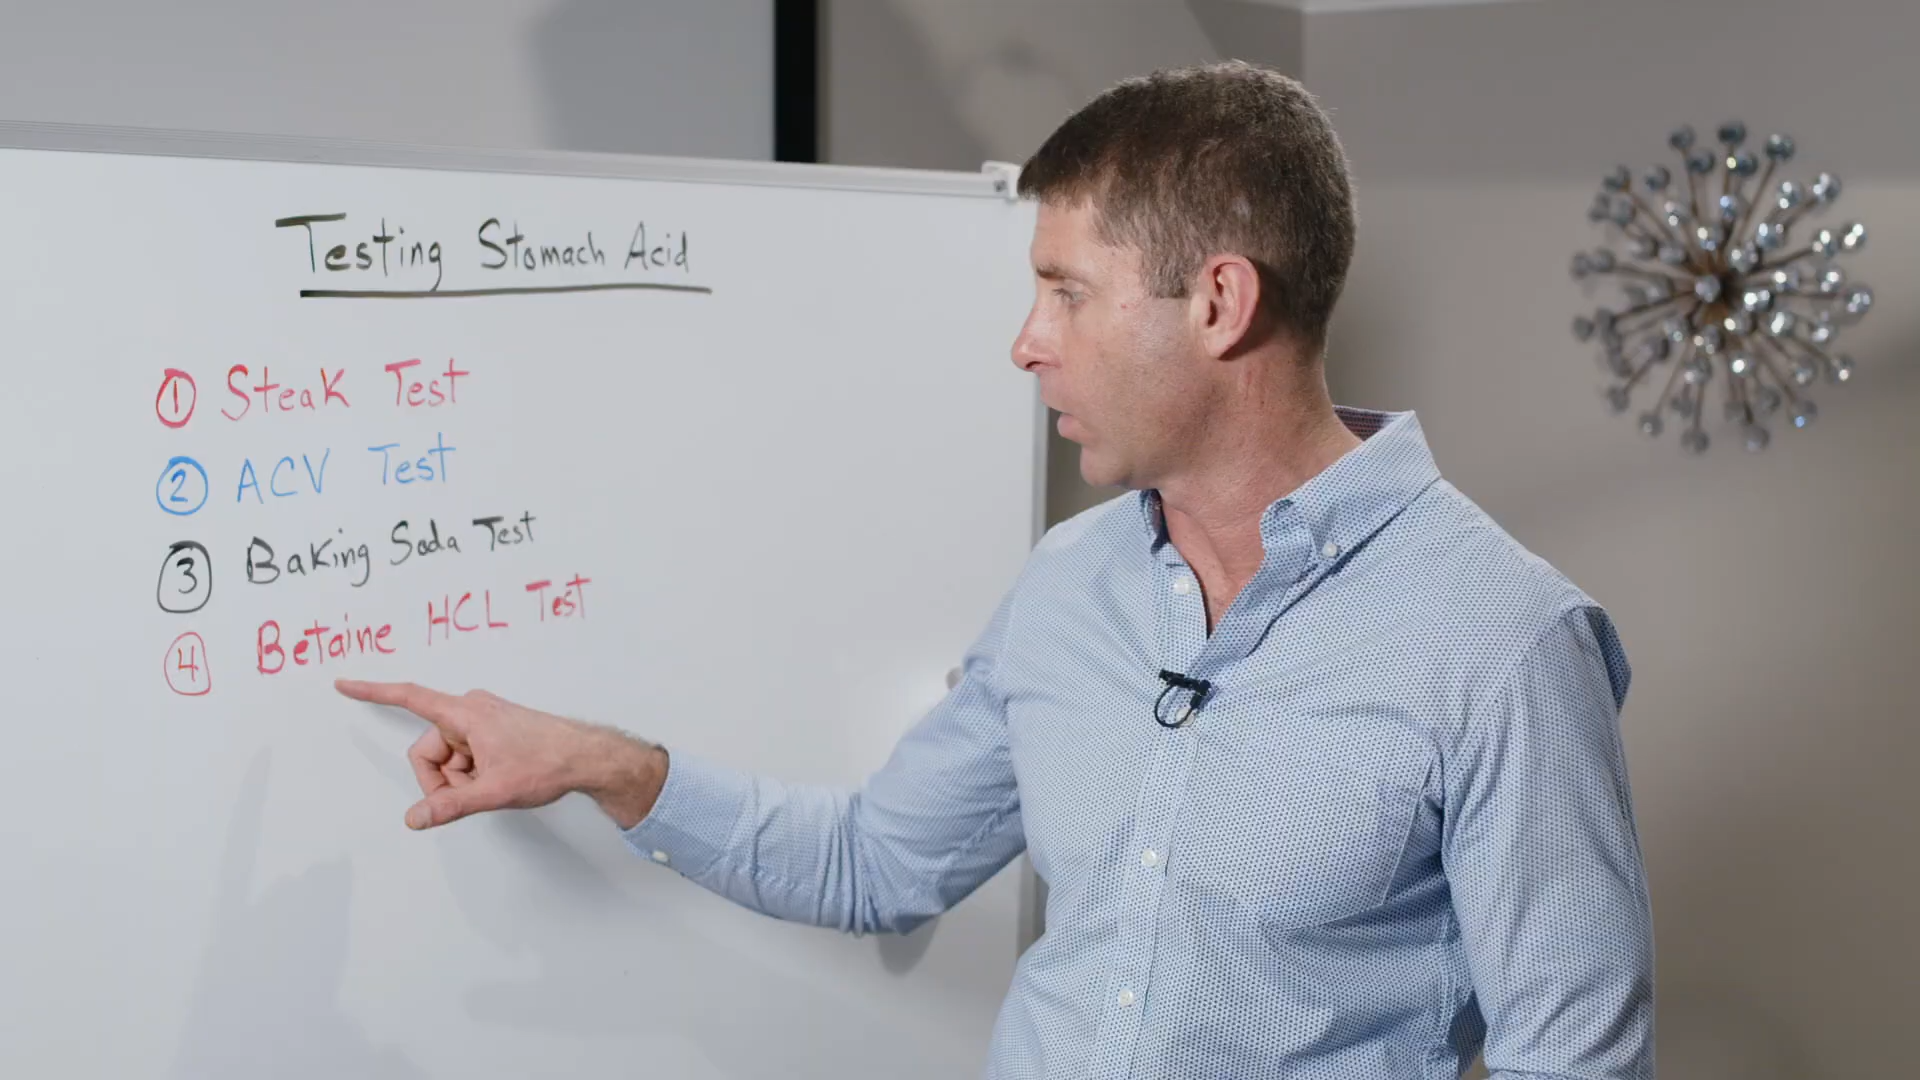 Testing Stomach Acid
1 Steak Test
2 ACV Test
3 Baking Soda Test
4 Betaine HCL Test